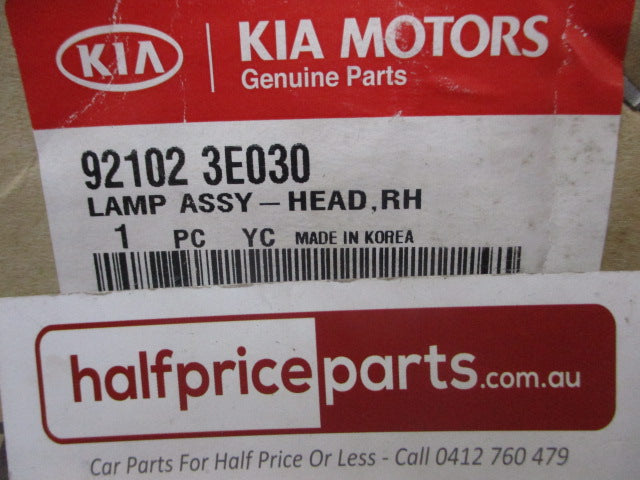 KIA
KIA MOTORS
Genuine Parts
92102 3E030
LAMP ASSY-HEAD,RH
1 PC YC MADE IN KOREA
halfpriceparts.com.au
Car Parts For Half Price Or Less - Call 0412 760 479